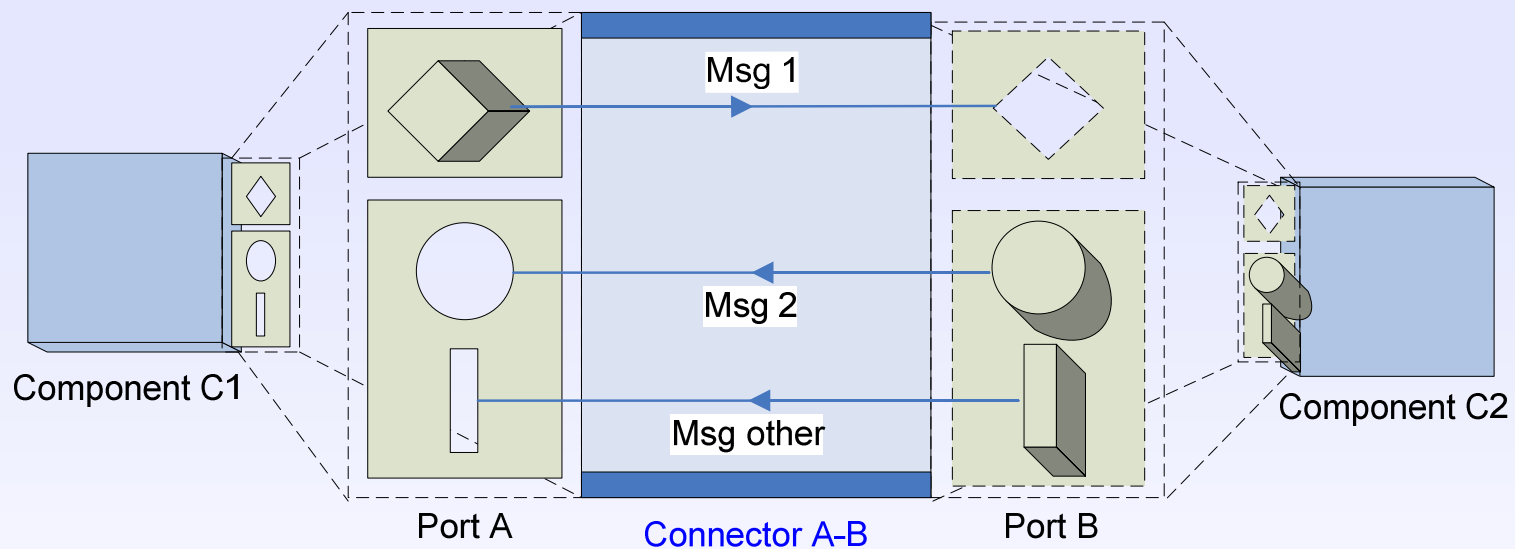 Msg 1
Msg 2
Msg other
Component C1
Component C2
Port A
Connector A-B
Port B